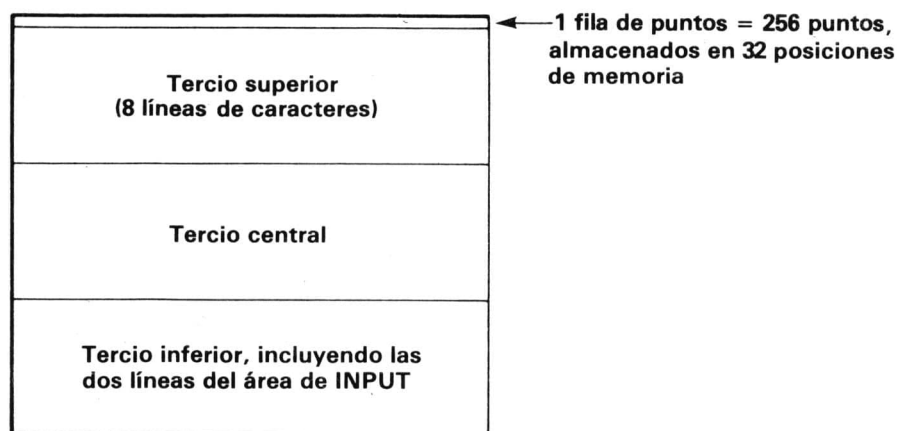 1 fila de puntos = 256 puntos,
almacenados en 32 posiciones
de memoria
Tercio superior
(8 líneas de caracteres)
Tercio central
Tercio inferior, incluyendo las
dos líneas del área de INPUT